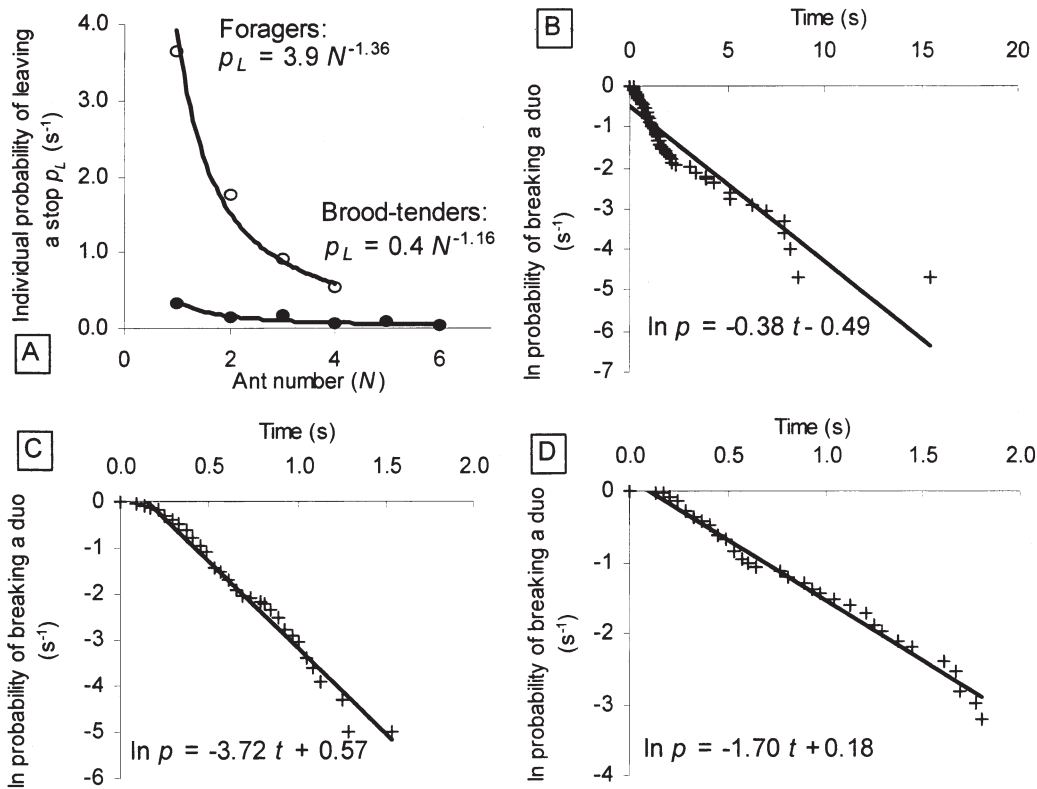 A
Individual probability of leaving
a stop pL (s-1)
4.0
3.0
2.0
1.0
0.0
0 2 4 6
Ant number (N)
Foragers:
pL = 3.9 N-1.36
Brood-tenders:
pL = 0.4 N-1.16
B
Time (s)
0 5 10 15 20
ln probability of breaking a duo
(s-1)
0
-1
-2
-3
-4
-5
-6
-7
ln p = -0.38 t - 0.49
C
Time (s)
0.0 0.5 1.0 1.5 2.0
ln probability of breaking a duo
(s-1)
0
-1
-2
-3
-4
-5
-6
ln p = -3.72 t + 0.57
D
Time (s)
0.0 0.5 1.0 1.5 2.0
ln probability of breaking a duo
(s-1)
0
-1
-2
-3
-4
ln p = -1.70 t + 0.18